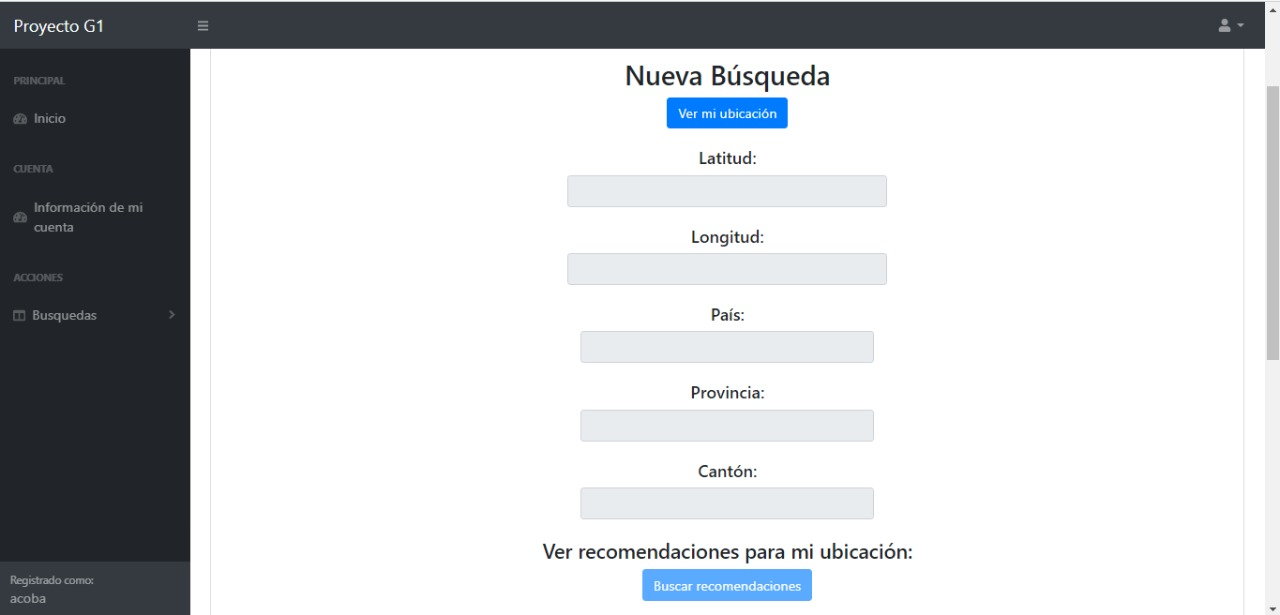 Proyecto G1
PRINCIPAL
Inicio
CUENTA
Información de mi
cuenta
ACCIONES
Busquedas
Registrado como:
acoba
Nueva Búsqueda
Ver mi ubicación
Latitud:
Longitud:
País:
Provincia:
Cantón:
Ver recomendaciones para mi ubicación:
Buscar recomendaciones